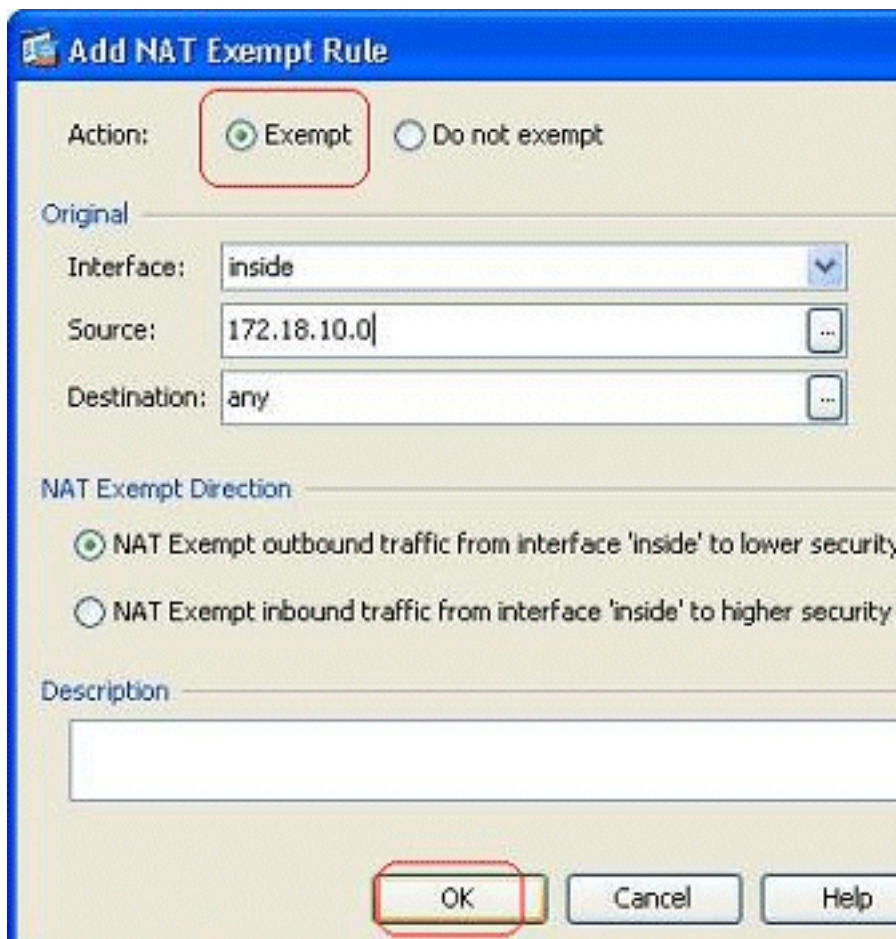 Add NAT Exempt Rule
Action: Exempt Do not exempt
Original
Interface: inside
Source: 172.18.10.0 ...
Destination: any ...
NAT Exempt Direction
NAT Exempt outbound traffic from interface 'inside' to lower security
NAT Exempt inbound traffic from interface 'inside' to higher security
Description
OK Cancel Help